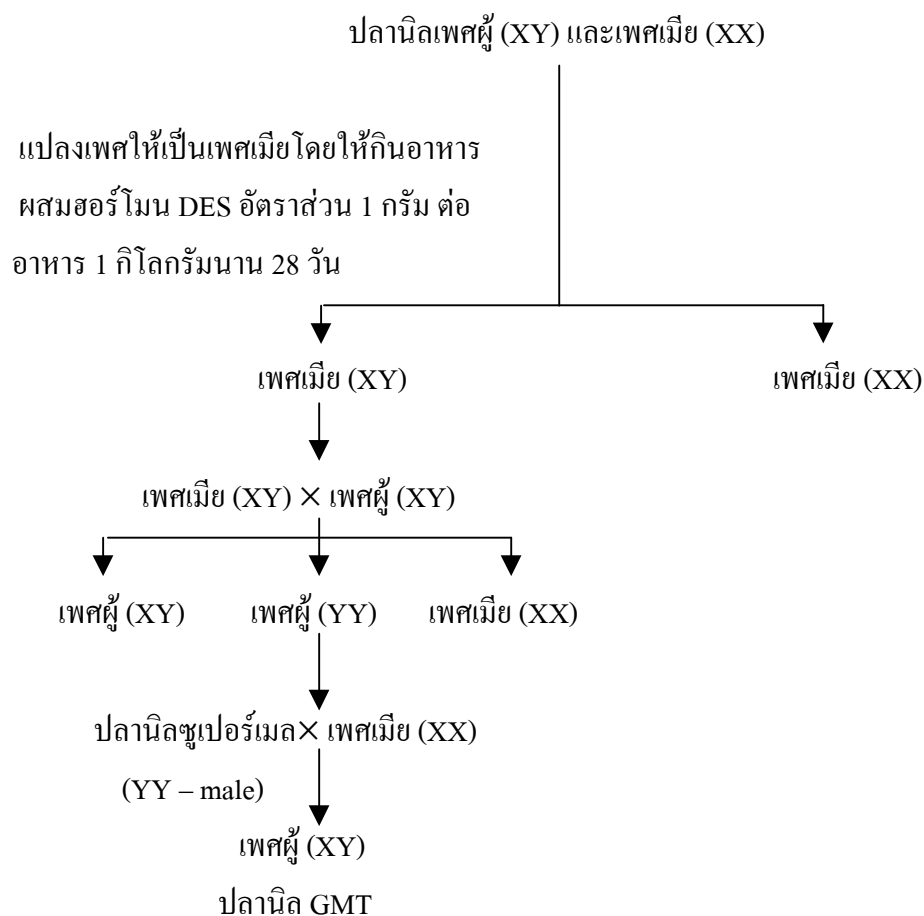 ปลานิลเพศผู้ (XY) และเพศเมีย (XX)
แปลงเพศให้เป็นเพศเมียโดยให้กินอาหาร
ผสมฮอร์โมน DES อัตราส่วน 1 กรัม ต่อ
อาหาร 1 กิโลกรัมนาน 28 วัน
เพศเมีย (XY)
เพศเมีย (XX)
เพศเมีย (XY) × เพศผู้ (XY)
เพศผู้ (XY)
เพศผู้ (YY)
เพศเมีย (XX)
ปลานิลซูเปอร์เมล× เพศเมีย (XX)
(YY – male)
เพศผู้ (XY)
ปลานิล GMT